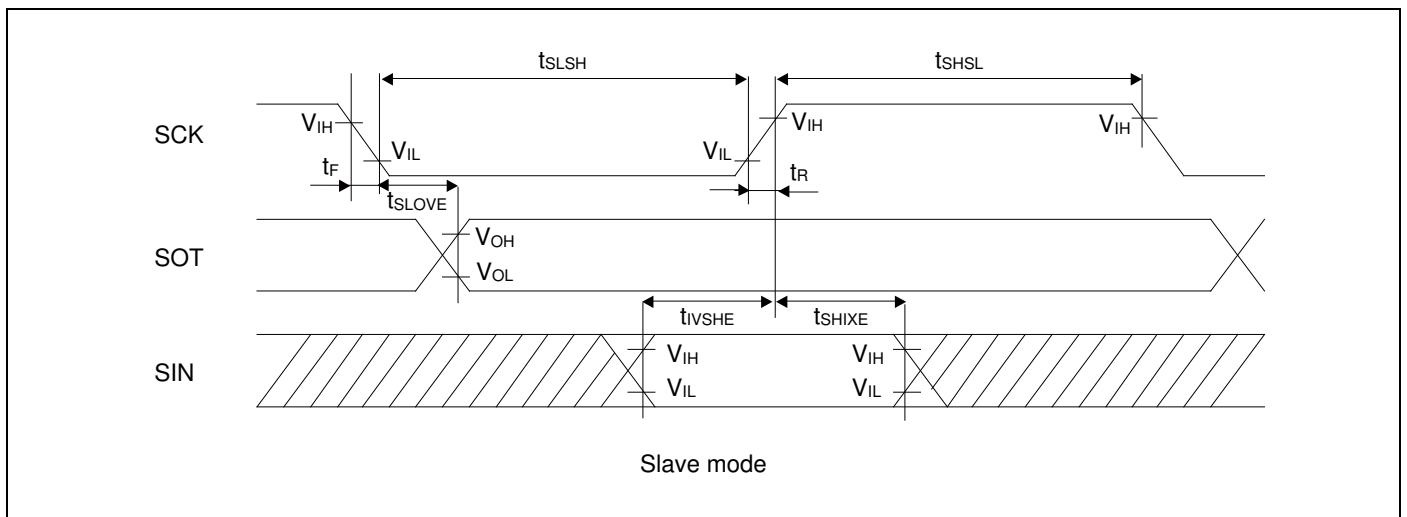 tSLSH tSHSL
SCK VIH VIL VIL VIH VIH
tF tR
tSLOVE
SOT VOH
VOL
tIVSHE tSHIXE
SIN VIH VIH
VIL VIL
Slave mode